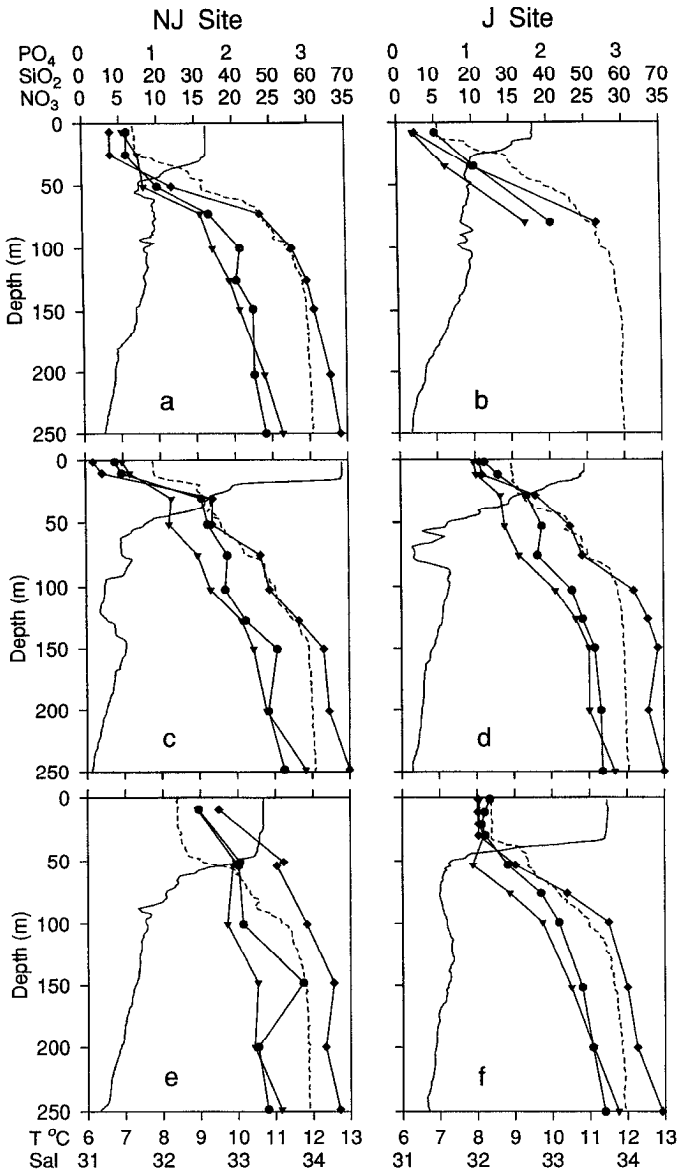 NJ Site J Site
PO4 0 1 2 3 0 1 2 3
SiO2 0 10 20 30 40 50 60 70 0 10 20 30 40 50 60 70
NO3 0 5 10 15 20 25 30 35 0 5 10 15 20 25 30 35
0
50
100
150
200
250
Depth (m)
a
b
0
50
100
150
200
250
Depth (m)
c
d
0
50
100
150
200
250
Depth (m)
e
f
T °C 6 7 8 9 10 11 12 13 6 7 8 9 10 11 12 13
Sal 31 32 33 34 31 32 33 34